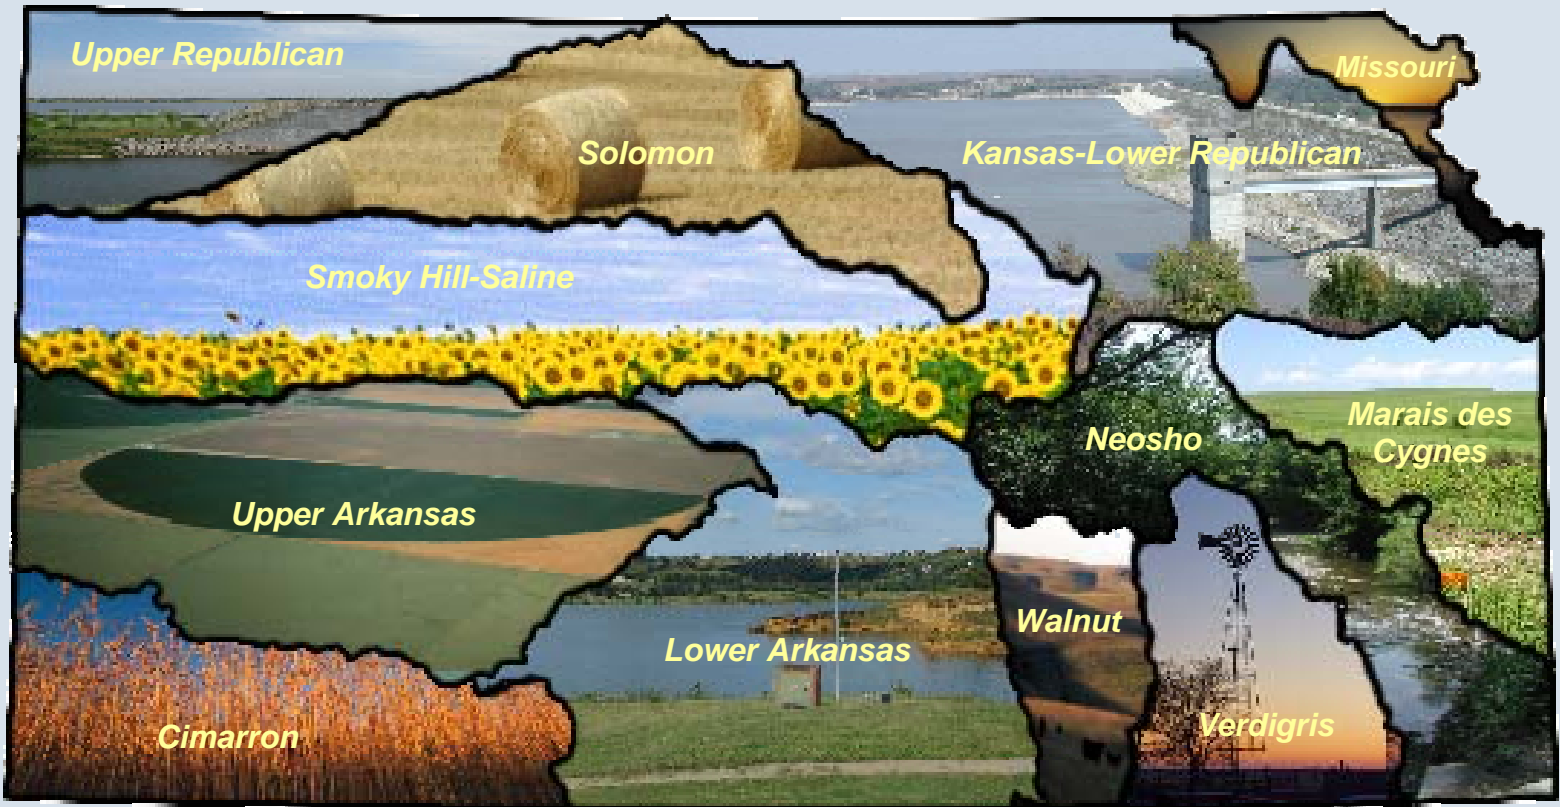 Upper Republican
Missouri
Solomon
Kansas-Lower Republican
Smoky Hill-Saline
Marais des
Cygnes
Neosho
Upper Arkansas
Walnut
Lower Arkansas
Verdigris
Cimarron